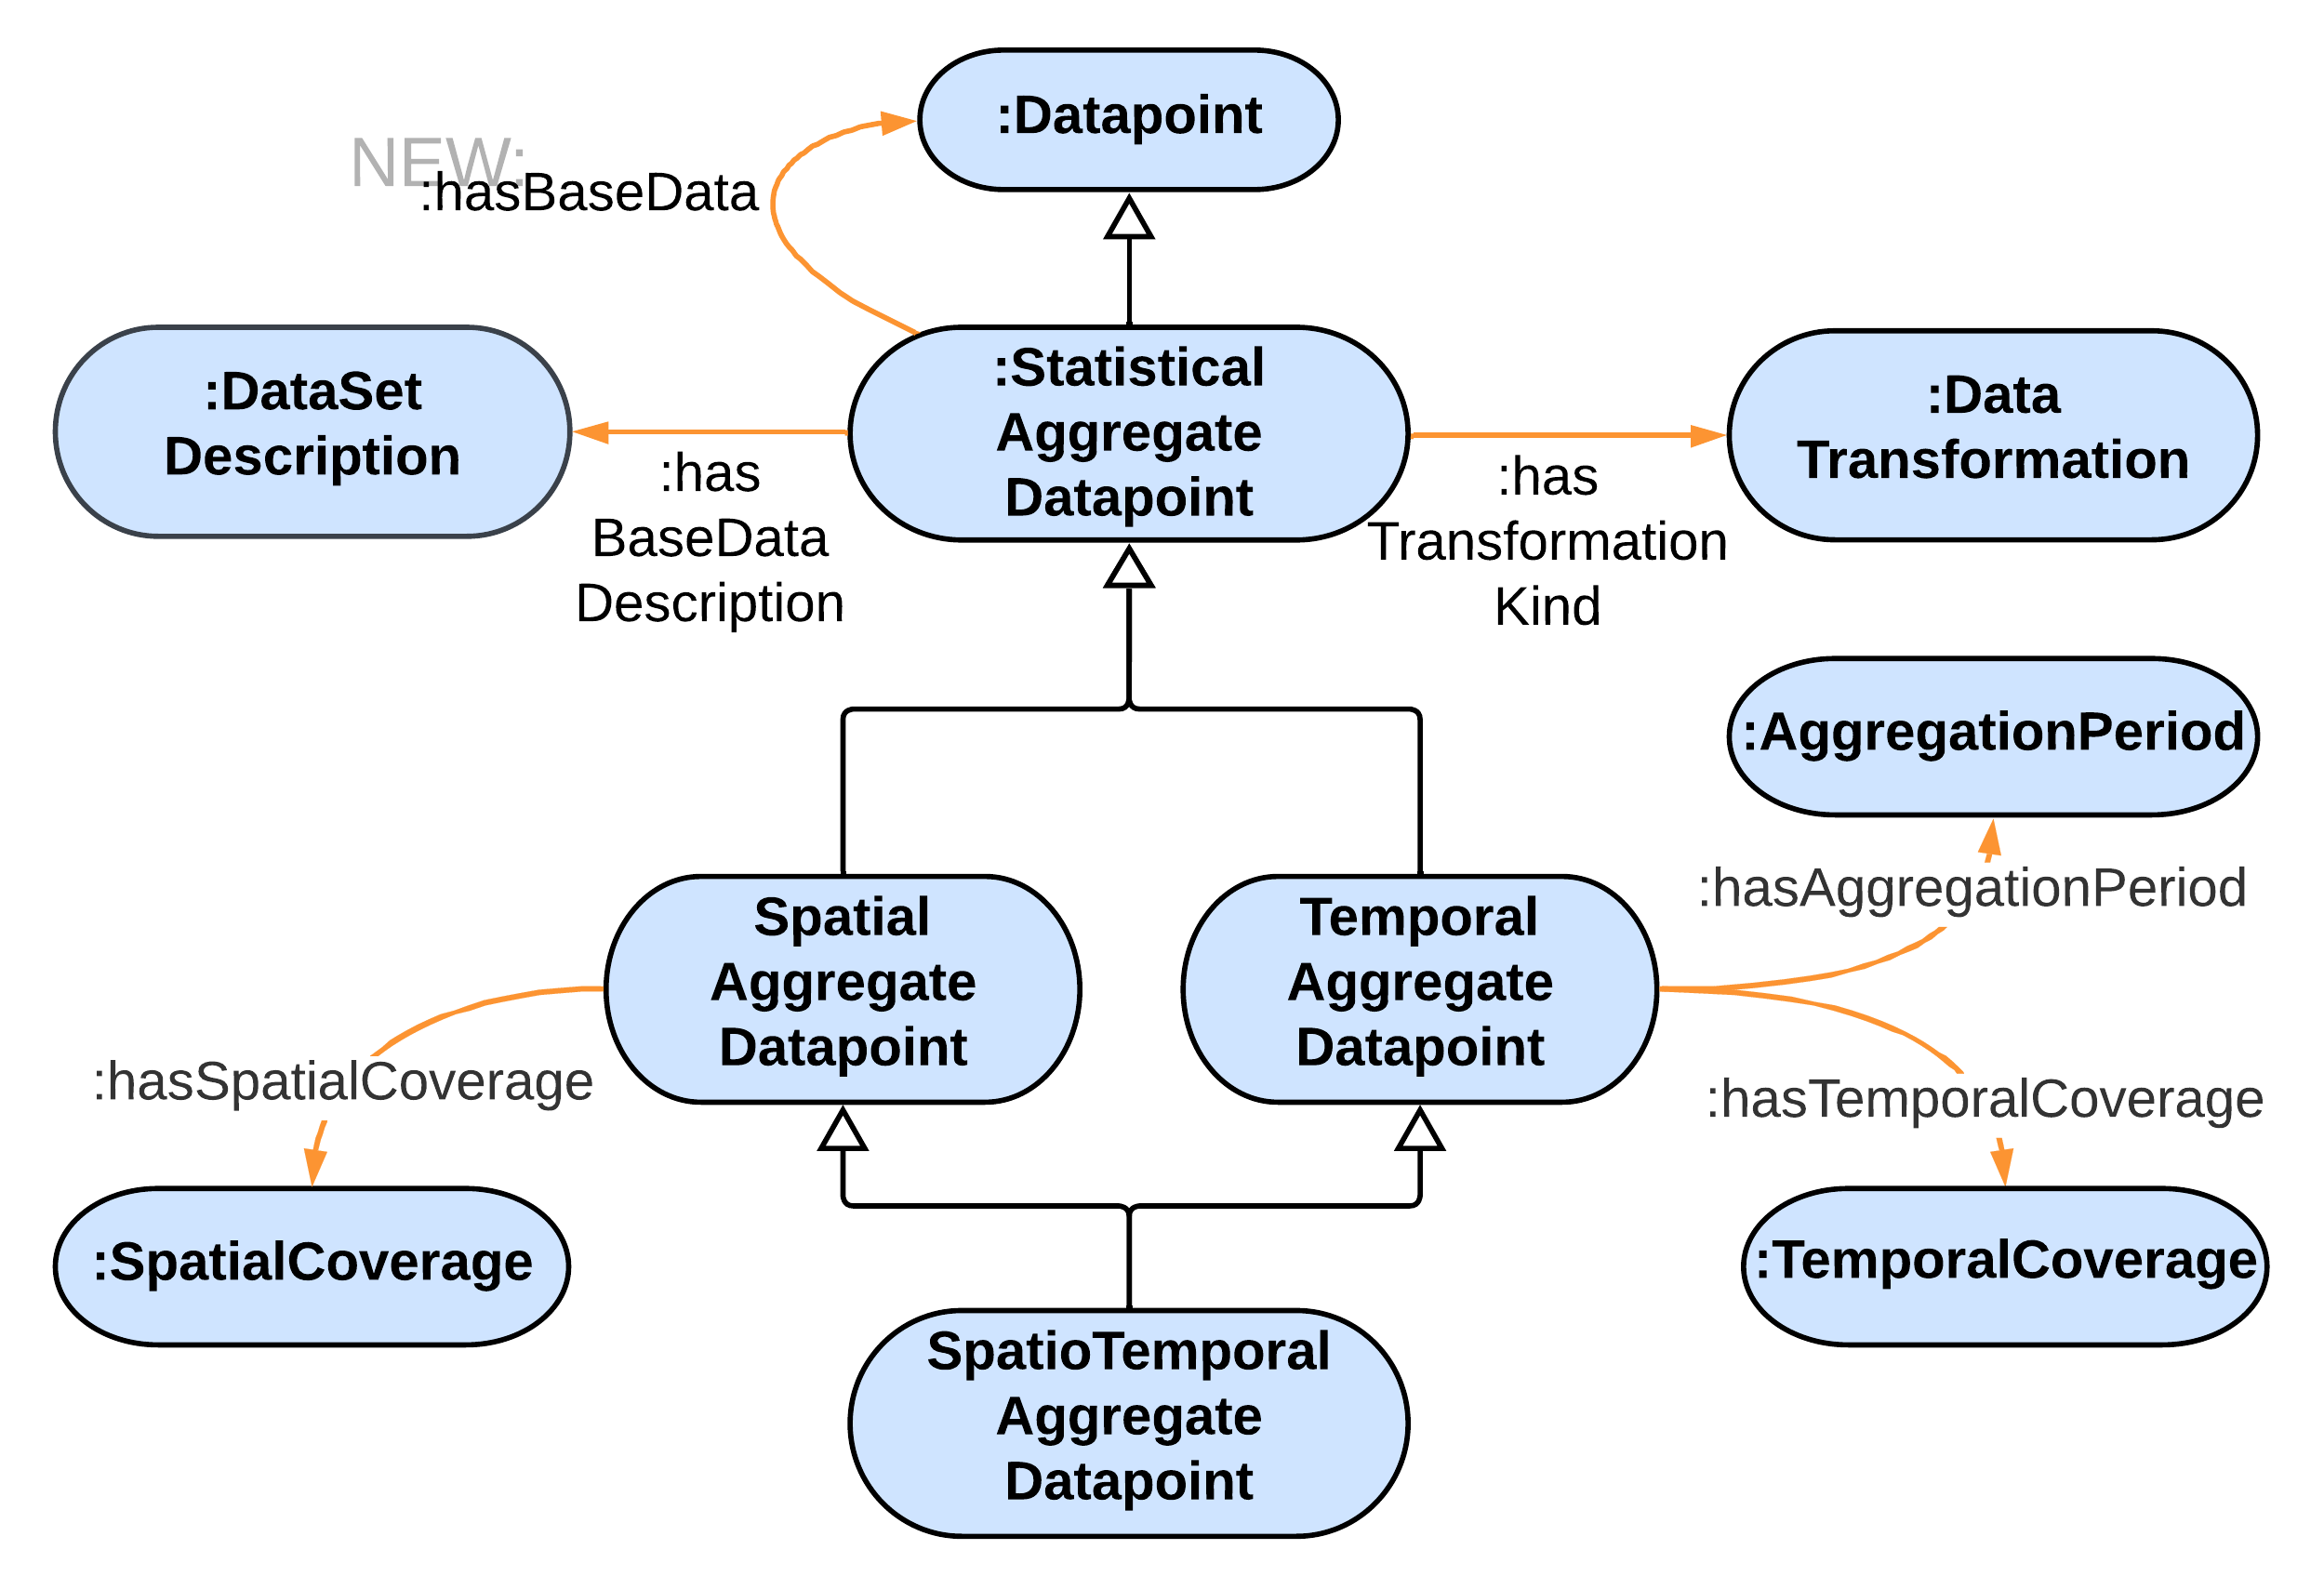 :Datapoint
NEW:
:hasBaseData
:DataSet
Description
:Statistical
Aggregate
Datapoint
:Data
Transformation
:has
BaseData
Description
:has
Transformation
Kind
:AggregationPeriod
:hasAggregationPeriod
Spatial
Aggregate
Datapoint
Temporal
Aggregate
Datapoint
:hasSpatialCoverage
:hasTemporalCoverage
:SpatialCoverage
:TemporalCoverage
SpatioTemporal
Aggregate
Datapoint